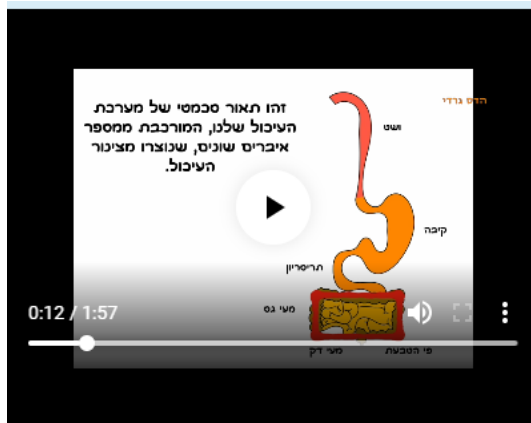 זהו תאור סכמטי של מערכת
העיכול שלנו, המורכבת ממספר
איברים שונים, שנוצרו מצינור
העיכול.
הדס גרדי
ושט
קיבה
תריסריון
מעי גס
מעי דק
פי הטבעת
0:12 / 1:57